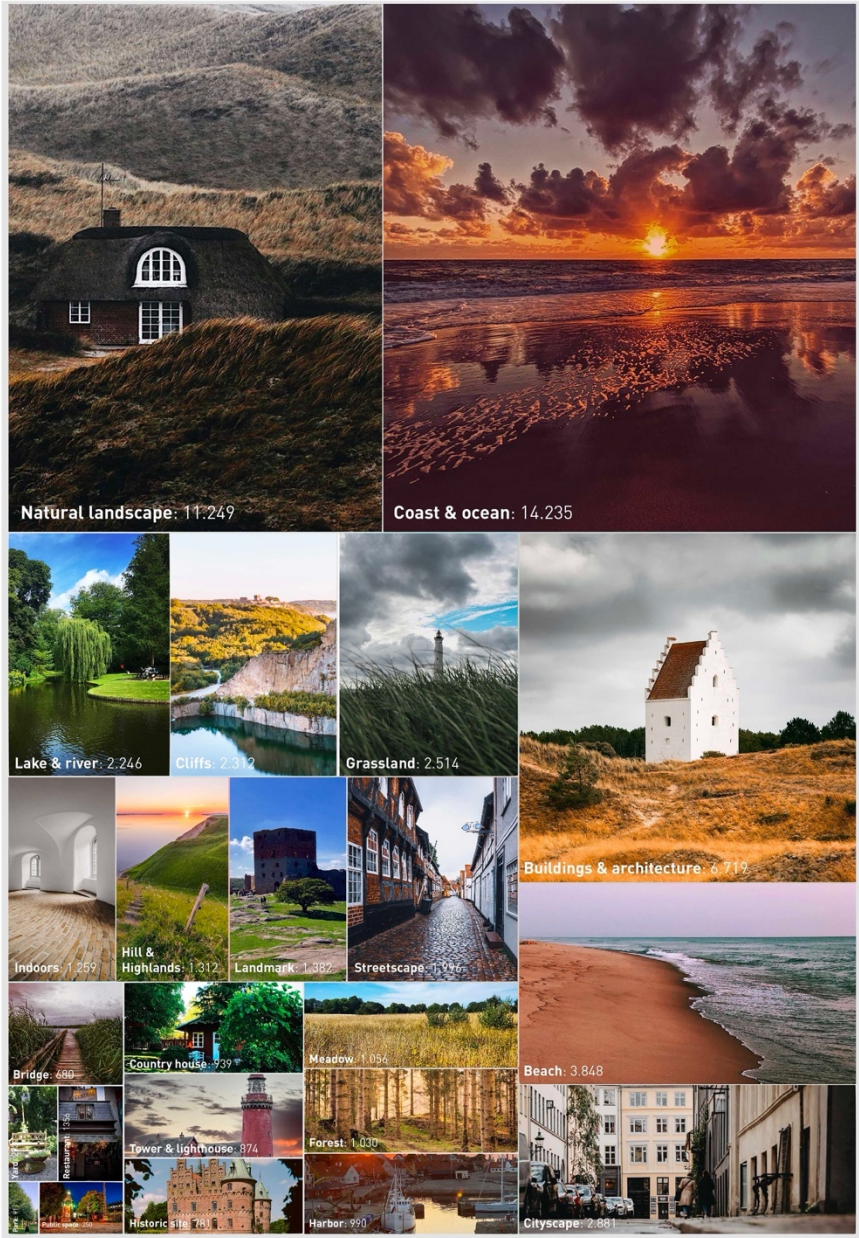 Natural landscape: 11.249
Coast & ocean: 14.235
Lake & river: 2.246
Cliffs: 2.312
Grassland: 2.514
Buildings & architecture: 6.719
Indoors: 1.259
Hill &
Highlands: 1.312
Landmark: 1.382
Streetscape: 1.996
Beach: 3.848
Bridge: 680
Country house: 939
Meadow: 1.056
Tower & lighthouse: 874
Forest: 1.030
Yard:
Restaurant:
Park:
Public space: 250
Historic site: 781
Harbor: 990
Cityscape: 2.881